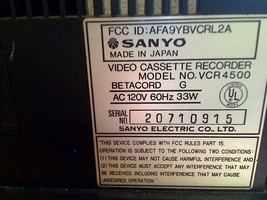 FCC ID:AFA9YBVCRL2A
SANYO
MADE IN JAPAN
VIDEO CASSETTE RECORDER
MODEL NO.VCR4500
BETACORD G
AC 120V 60Hz 33W
UL
SERIAL NO. 20710915
SANYO ELECTRIC CO. LTD.
"THIS DEVICE COMPLIES WITH FCC RULES PART 15
OPERATION IS SUBJECT TO THE FOLLOWING TWO CONDITIONS:
(1) THIS DEVICE MAY NOT CAUSE HARMFUL INTERFERENCE AND
(2) THIS DEVICE MUST ACCEPT ANY INTERFERENCE THAT MAY
BE RECEIVED, INCLUDING INTERFERENCE THAT MAY CAUSE
UNDESIRED OPERATION."